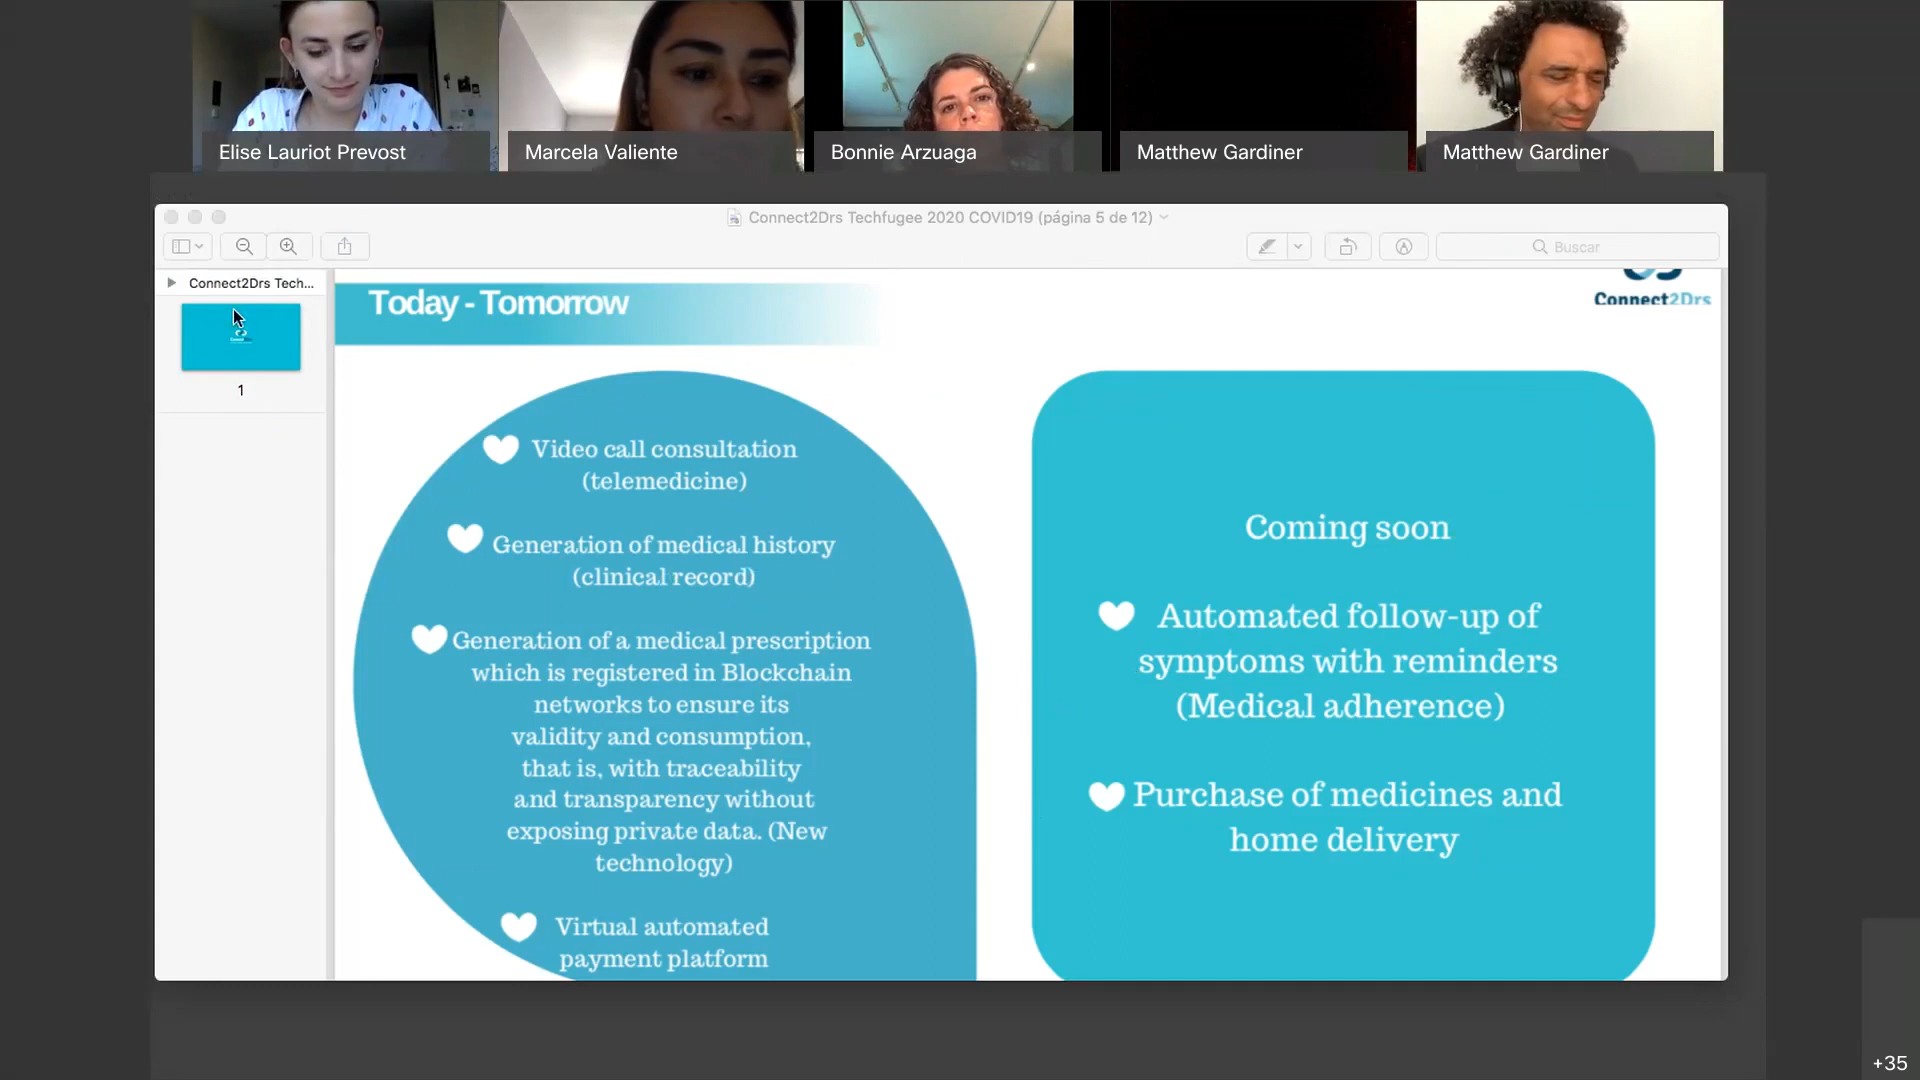 Elise Lauriot Prevost
Marcela Valiente
Bonnie Arzuaga
Matthew Gardiner
Matthew Gardiner
Connect2Drs Techfugee 2020 COVID19 (página 5 de 12)
Buscar
Connect2Drs Tech...
1
Today - Tomorrow
Connect2Drs
Video call consultation
(telemedicine)
Generation of medical history
(clinical record)
Generation of a medical prescription
which is registered in Blockchain
networks to ensure its
validity and consumption,
that is, with traceability
and transparency without
exposing private data. (New
technology)
Virtual automated
payment platform
Coming soon
Automated follow-up of
symptoms with reminders
(Medical adherence)
Purchase of medicines and
home delivery
+35